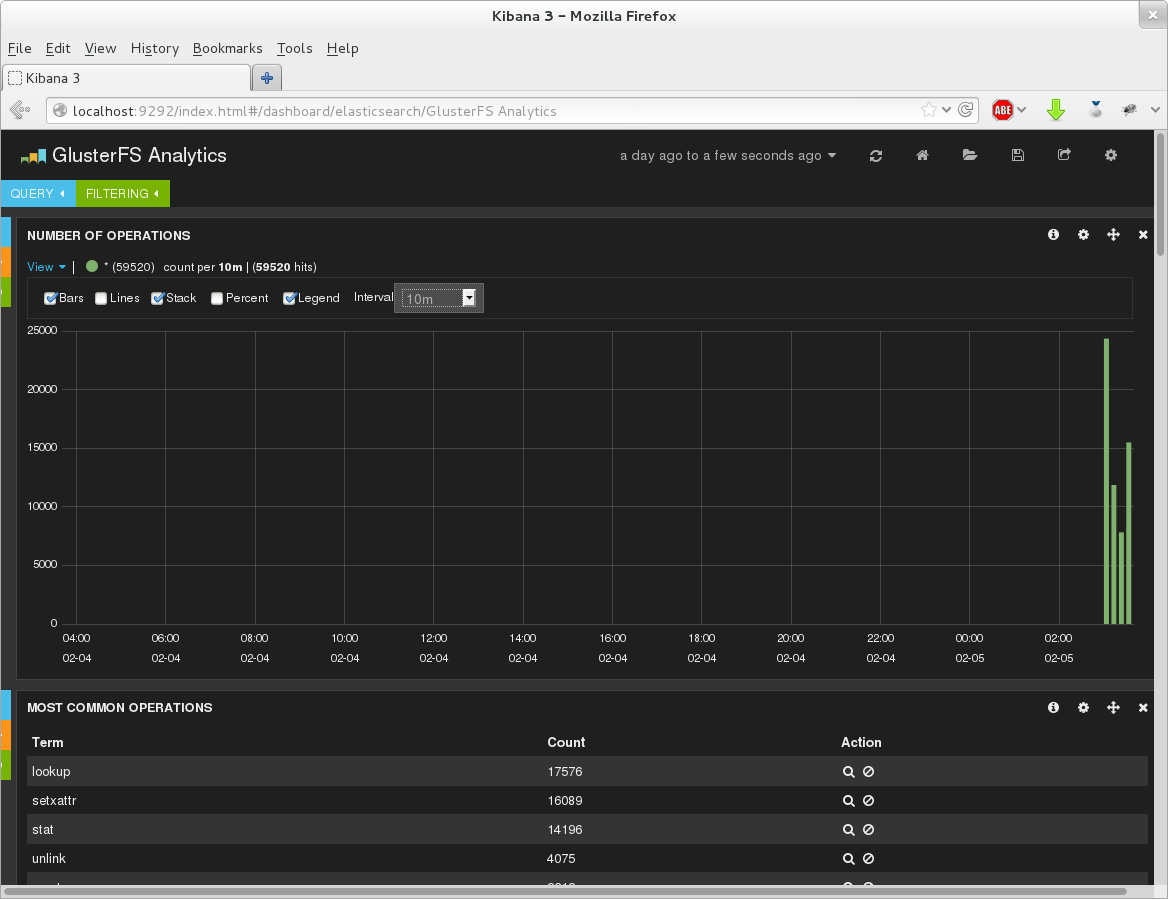 Kibana 3 - Mozilla Firefox
File Edit View History Bookmarks Tools Help
Kibana 3
localhost:9292/index.html#/dashboard/elasticsearch/GlusterFS Analytics
ABE
GlusterFS Analytics
a day ago to a few seconds ago
QUERY FILTERING
NUMBER OF OPERATIONS
View | * (59520) count per 10m | (59520 hits)
Bars Lines Stack Percent Legend Interval 10m
25000
20000
15000
10000
5000
0
04:00 06:00 08:00 10:00 12:00 14:00 16:00 18:00 20:00 22:00 00:00 02:00
02-04 02-04 02-04 02-04 02-04 02-04 02-04 02-04 02-04 02-04 02-05 02-05
MOST COMMON OPERATIONS
Term Count Action
lookup 17576
setxattr 16089
stat 14196
unlink 4075